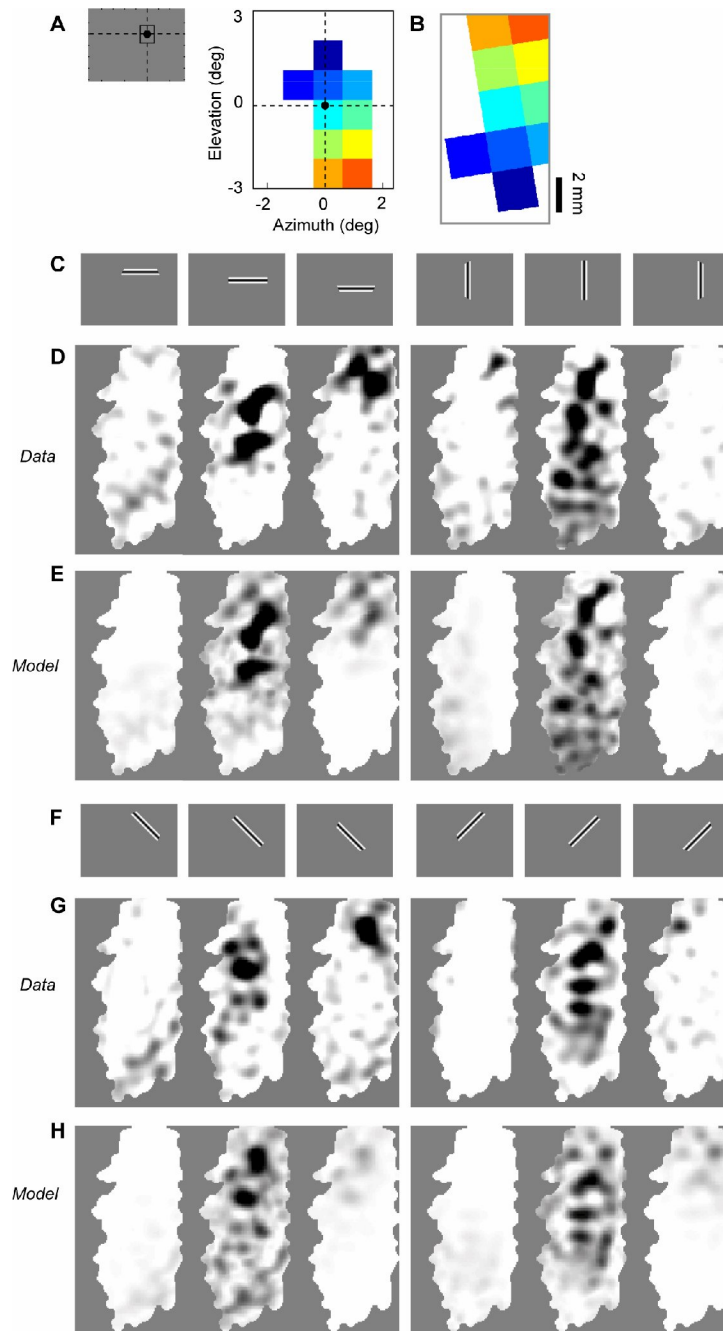 A
B
3
0
-3
Elevation (deg)
-2
0
2
Azimuth (deg)
2 mm
C
D
Data
E
Model
F
G
Data
H
Model